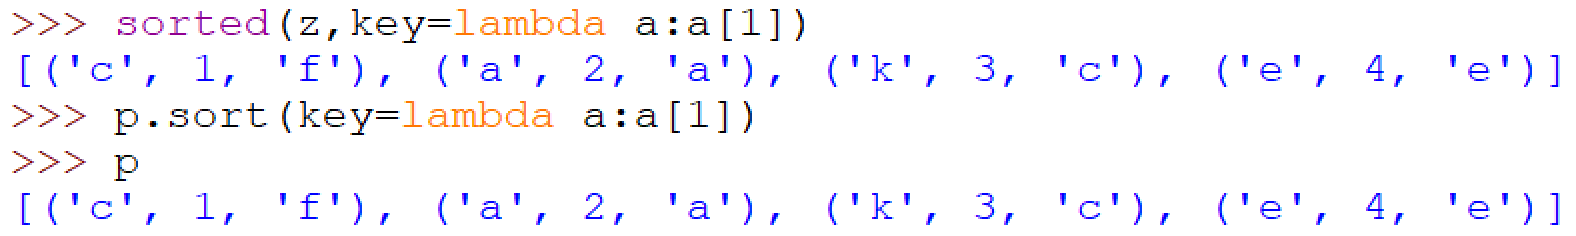 >>> sorted(z,key=lambda a:a[1])
[('c', 1, 'f'), ('a', 2, 'a'), ('k', 3, 'c'), ('e', 4, 'e')]
>>> p.sort(key=lambda a:a[1])
>>> p
[('c', 1, 'f'), ('a', 2, 'a'), ('k', 3, 'c'), ('e', 4, 'e')]